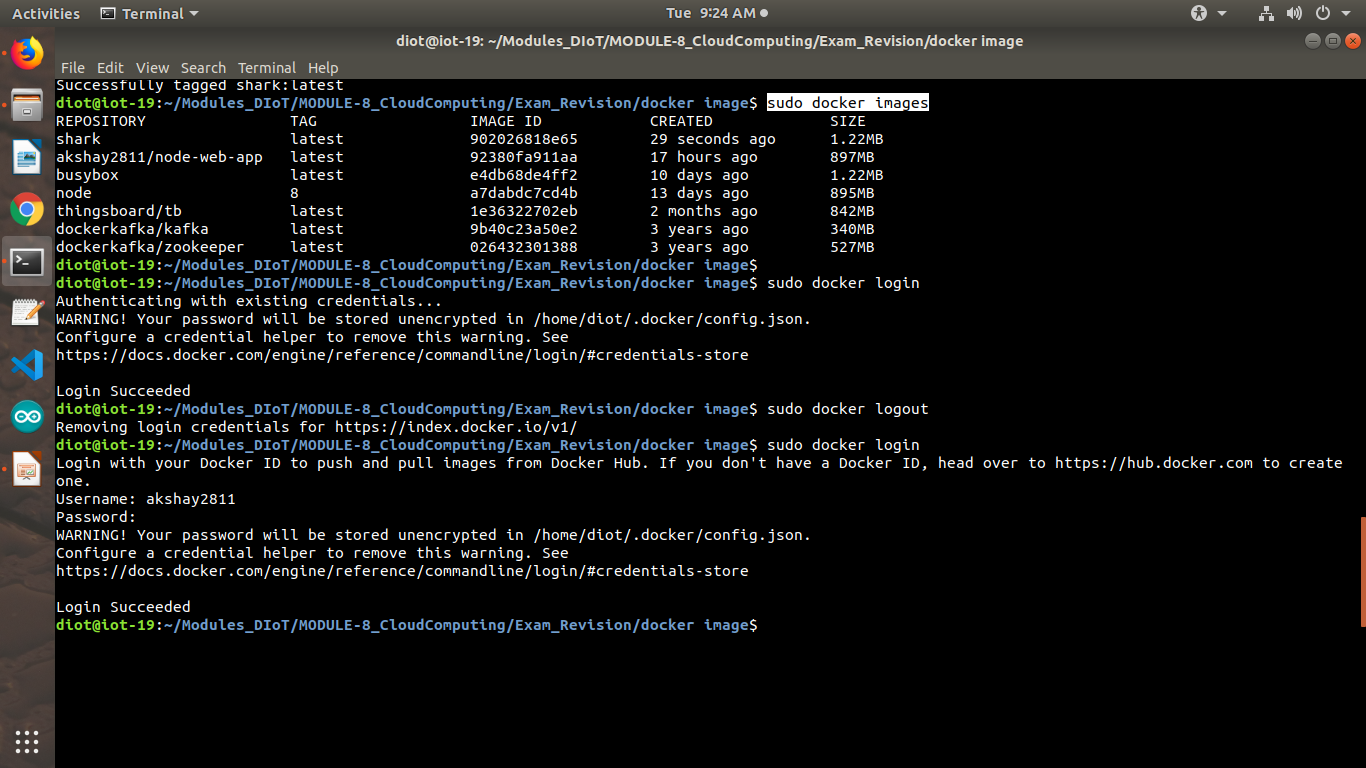 Activities Terminal Tue 9:24 AM
diot@iot-19: ~/Modules_DIoT/MODULE-8_CloudComputing/Exam_Revision/docker image
File Edit View Search Terminal Help
Successfully tagged shark:latest
diot@iot-19:~/Modules_DIoT/MODULE-8_CloudComputing/Exam_Revision/docker image$ sudo docker images
REPOSITORY TAG IMAGE ID CREATED SIZE
shark latest 902026818e65 29 seconds ago 1.22MB
akshay2811/node-web-app latest 92380fa911aa 17 hours ago 897MB
busybox latest e4db68de4ff2 10 days ago 1.22MB
node 8 a7dabdc7cd4b 13 days ago 895MB
thingsboard/tb latest 1e36322702eb 2 months ago 842MB
dockerkafka/kafka latest 9b40c23a50e2 3 years ago 340MB
dockerkafka/zookeeper latest 026432301388 3 years ago 527MB
diot@iot-19:~/Modules_DIoT/MODULE-8_CloudComputing/Exam_Revision/docker image$
diot@iot-19:~/Modules_DIoT/MODULE-8_CloudComputing/Exam_Revision/docker image$ sudo docker login
Authenticating with existing credentials...
WARNING! Your password will be stored unencrypted in /home/diot/.docker/config.json.
Configure a credential helper to remove this warning. See
https://docs.docker.com/engine/reference/commandline/login/#credentials-store
Login Succeeded
diot@iot-19:~/Modules_DIoT/MODULE-8_CloudComputing/Exam_Revision/docker image$ sudo docker logout
Removing login credentials for https://index.docker.io/v1/
diot@iot-19:~/Modules_DIoT/MODULE-8_CloudComputing/Exam_Revision/docker image$ sudo docker login
Login with your Docker ID to push and pull images from Docker Hub. If you don't have a Docker ID, head over to https://hub.docker.com to create
one.
Username: akshay2811
Password:
WARNING! Your password will be stored unencrypted in /home/diot/.docker/config.json.
Configure a credential helper to remove this warning. See
https://docs.docker.com/engine/reference/commandline/login/#credentials-store
Login Succeeded
diot@iot-19:~/Modules_DIoT/MODULE-8_CloudComputing/Exam_Revision/docker image$